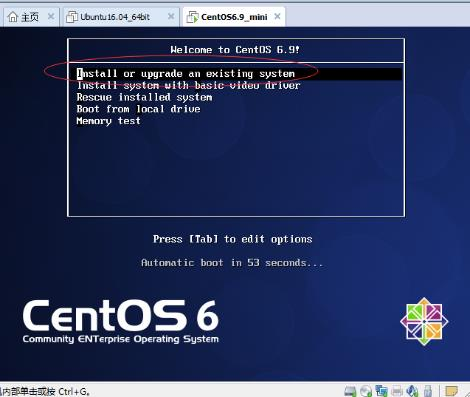 主页 Ubuntu16.04_64bit CentOS6.9_mini
Welcome to CentOS 6.9!
Install or upgrade an existing system
Install system with basic video driver
Rescue installed system
Boot from local drive
Memory test
Press [Tab] to edit options
Automatic boot in 53 seconds...
CentOS 6
Community ENTerprise Operating System
内部单击或按 Ctrl+G。